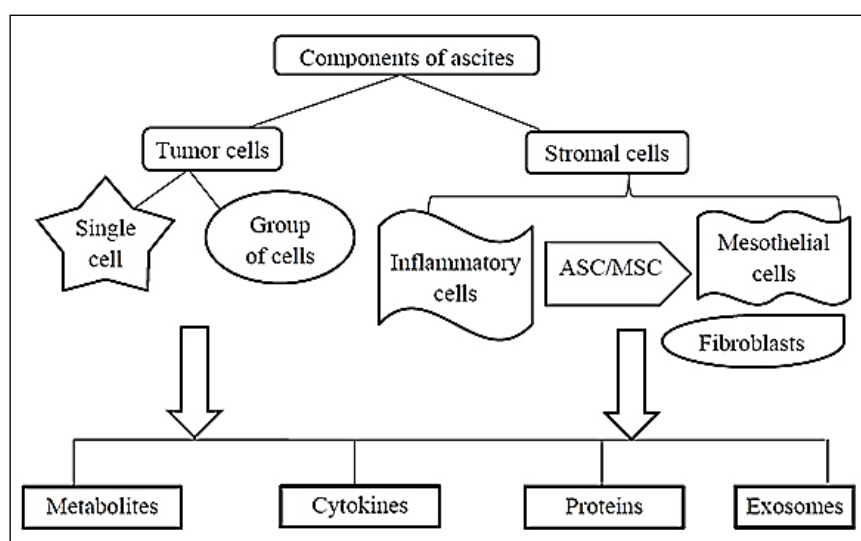 Components of ascites
Tumor cells
Stromal cells
Single
cell
Group
of cells
Inflammatory
cells
ASC/MSC
Mesothelial
cells
Fibroblasts
Metabolites
Cytokines
Proteins
Exosomes